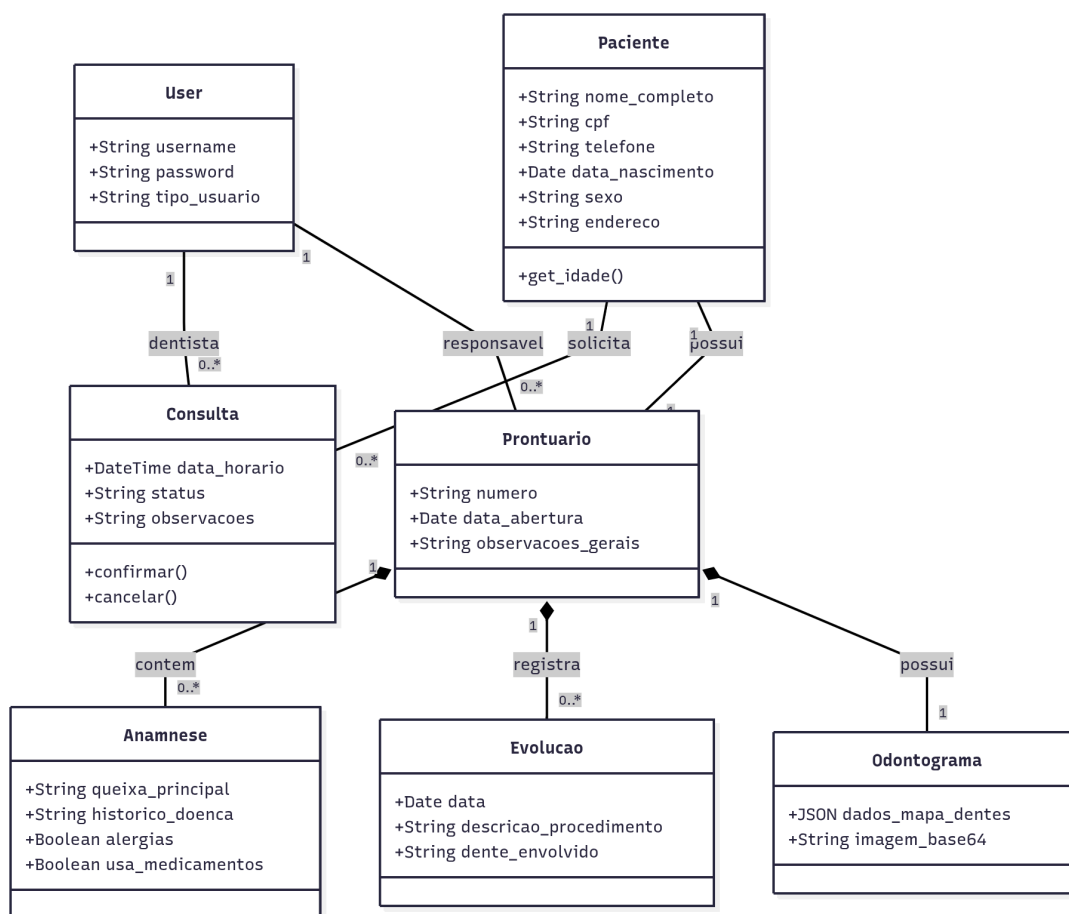 Paciente
+String nome_completo
+String cpf
+String telefone
+Date data_nascimento
+String sexo
+String endereco
+get_idade()
User
+String username
+String password
+String tipo_usuario
1
1
1
1
dentista
responsavel
solicita
possui
0..*
0..*
1
0..*
Consulta
+DateTime data_horario
+String status
+String observacoes
+confirmar()
+cancelar()
Prontuario
+String numero
+Date data_abertura
+String observacoes_gerais
1
1
1
contem
registra
possui
0..*
0..*
1
Anamnese
+String queixa_principal
+String historico_doenca
+Boolean alergias
+Boolean usa_medicamentos
Evolucao
+Date data
+String descricao_procedimento
+String dente_envolvido
Odontograma
+JSON dados_mapa_dentes
+String imagem_base64